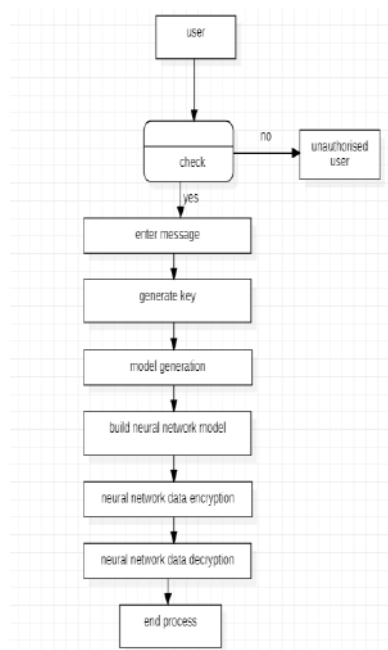 user
no
unauthorised
user
check
yes
enter message
generate key
model generation
build neural network model
neural network data encryption
neural network data decryption
end process